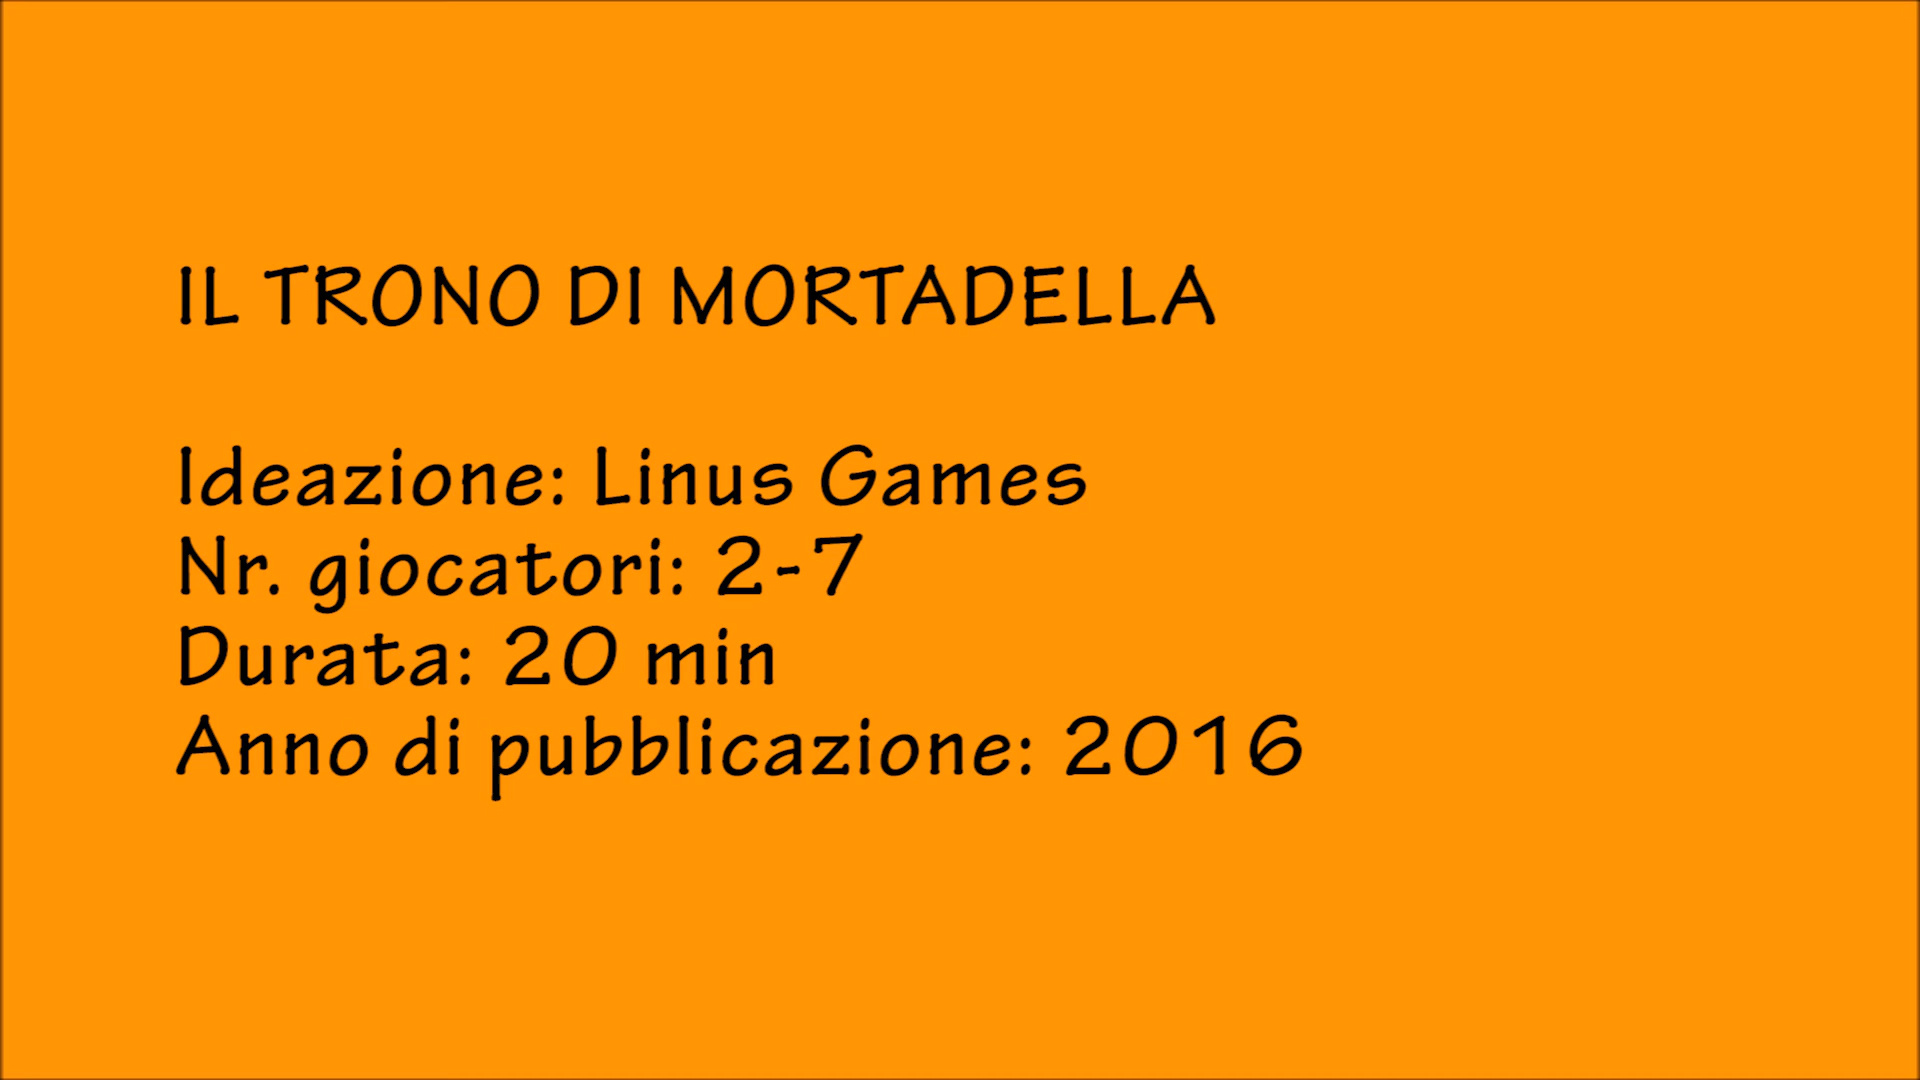 IL TRONO DI MORTADELLA
Ideazione: Linus Games
Nr. giocatori: 2-7
Durata: 20 min
Anno di pubblicazione: 2016